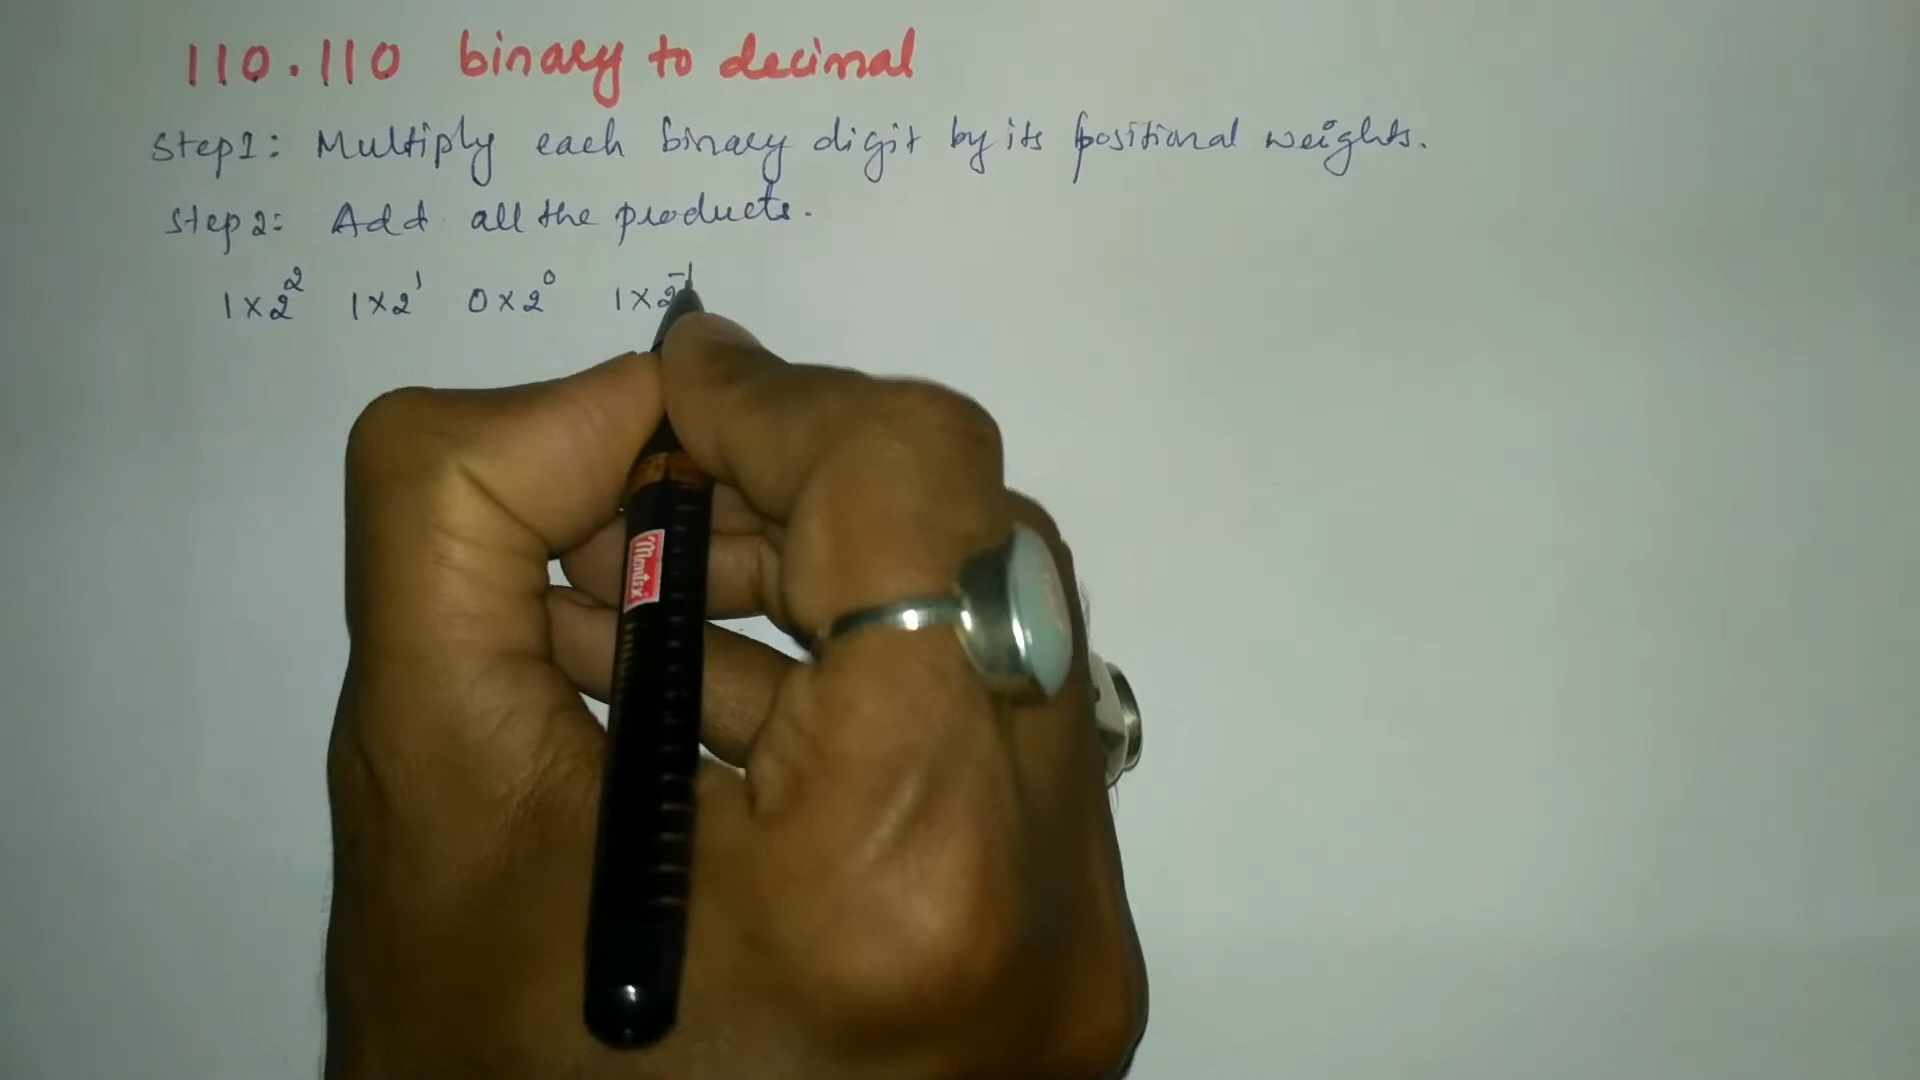 110.110 binary to decimal
Step1: Multiply each binary digit by its positional weights.
Step2: Add all the products.
1×2² 1×2¹ 0×2⁰ 1×2⁻¹
Montex